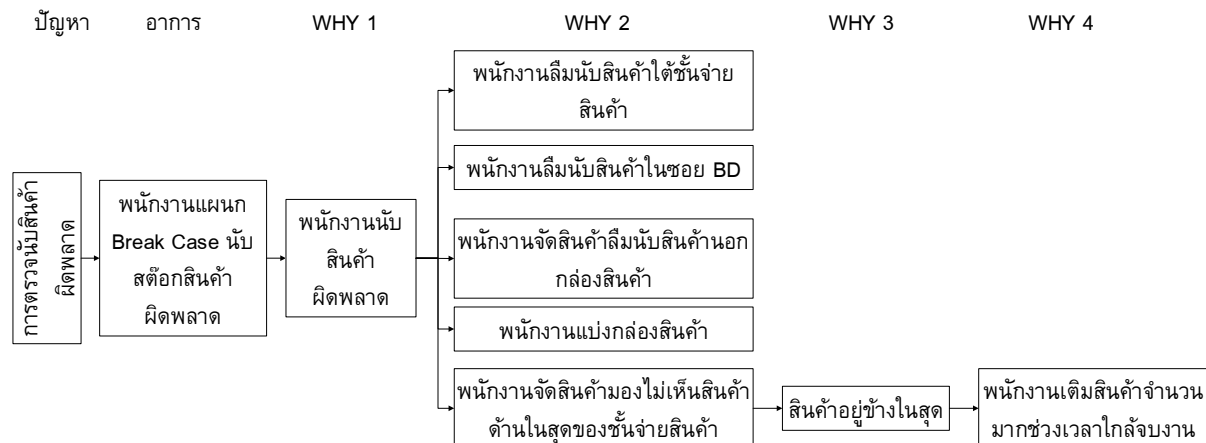 ปัญหา อาการ WHY 1 WHY 2 WHY 3 WHY 4
การตรวจนับสินค้า
ผิดพลาด
พนักงานแผนก
Break Case นับ
สต๊อกสินค้า
ผิดพลาด
พนักงานนับ
สินค้า
ผิดพลาด
พนักงานลืมนับสินค้าใต้ชั้นจ่าย
สินค้า
พนักงานลืมนับสินค้าในซอย BD
พนักงานจัดสินค้าลืมนับสินค้านอก
กล่องสินค้า
พนักงานแบ่งกล่องสินค้า
พนักงานจัดสินค้ามองไม่เห็นสินค้า
ด้านในสุดของชั้นจ่ายสินค้า
สินค้าอยู่ข้างในสุด
พนักงานเติมสินค้าจำนวน
มากช่วงเวลาใกล้จบงาน